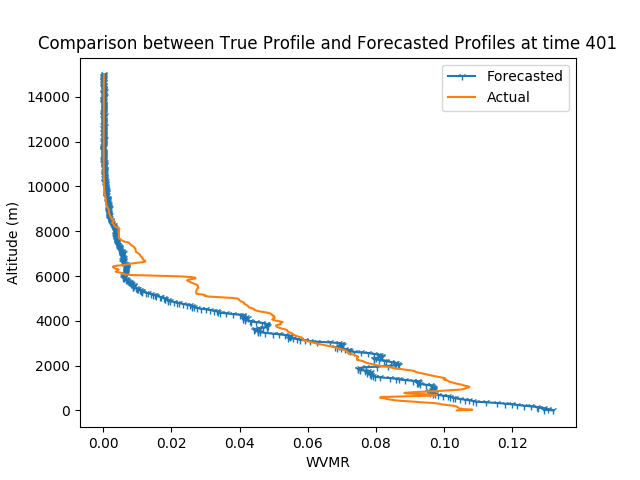 Comparison between True Profile and Forecasted Profiles at time 401
Forecasted
Actual
14000
12000
10000
8000
6000
4000
2000
0
Altitude (m)
0.00 0.02 0.04 0.06 0.08 0.10 0.12
WVMR